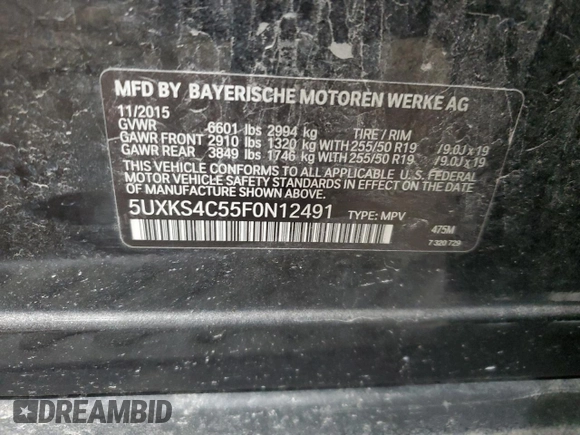 MFD BY BAYERISCHE MOTOREN WERKE AG
11/2015
GVWR 6601 lbs 2994 kg TIRE / RIM
GAWR FRONT 2910 lbs 1320 kg WITH 255/50 R19 /9.0J x 19
GAWR REAR 3849 lbs 1746 kg WITH 255/50 R19 /9.0J x 19
THIS VEHICLE CONFORMS TO ALL APPLICABLE U. S. FEDERAL
MOTOR VEHICLE SAFETY STANDARDS IN EFFECT ON THE DATE OF
MANUFACTURE SHOWN ABOVE.
5UXKS4C55F0N12491 TYPE: MPV
475M
7 320 729
DREAMBID